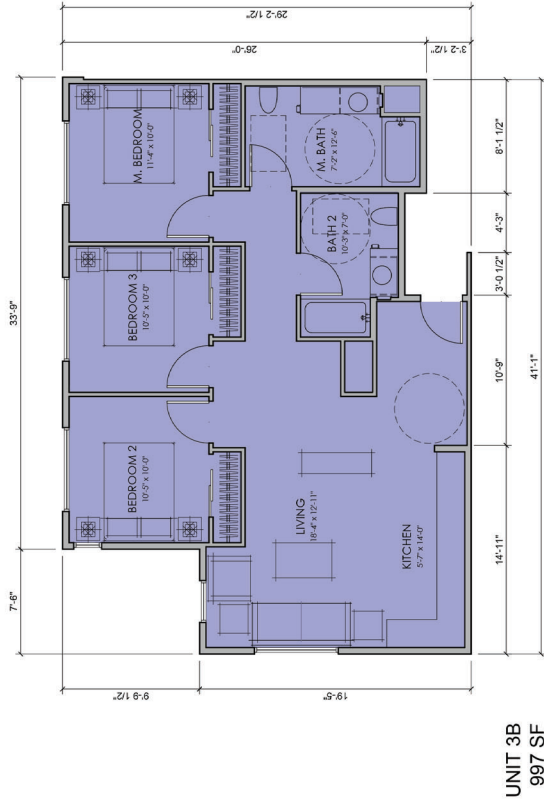 29'-2 1/2"
26'-0"
3'-2 1/2"
33'-9"
7'-6"
M. BEDROOM
11'-4" x 10'-0"
BEDROOM 3
10'-5" x 10'-0"
BEDROOM 2
10'-5" x 10'-0"
M. BATH
7'-2" x 12'-6"
BATH 2
10'-3" x 7'-0"
LIVING
18'-4" x 12'-11"
KITCHEN
5'-7" x 14'-0"
8'-1 1/2"
4'-3"
3'-0 1/2"
10'-9"
14'-11"
41'-1"
9'-9 1/2"
19'-5"
UNIT 3B
997 SF